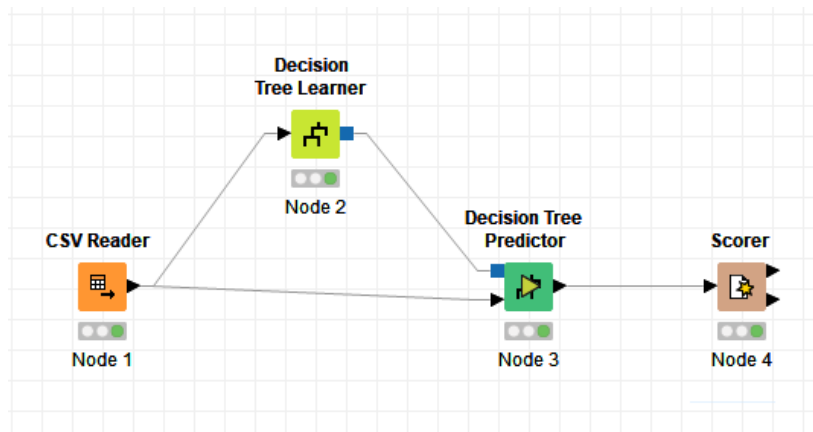 Decision
Tree Learner
Node 2
CSV Reader
Node 1
Decision Tree
Predictor
Node 3
Scorer
Node 4